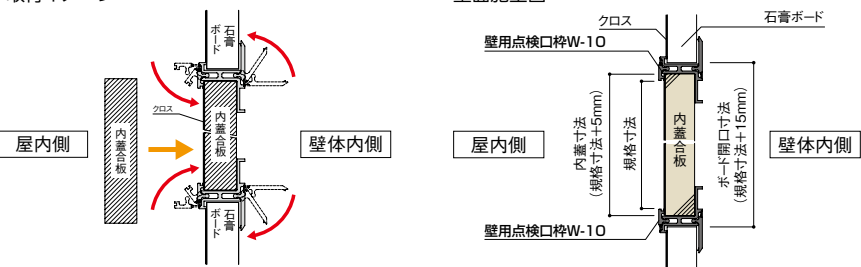 石膏
ボード
クロス
内蓋合板
内蓋合板
屋内側
壁体内側
石膏
ボード
クロス
石膏ボード
壁用点検口枠W-10
屋内側
内蓋寸法
(規格寸法+5mm)
規格寸法
内蓋合板
ボード開口寸法
(規格寸法+15mm)
壁体内側
壁用点検口枠W-10